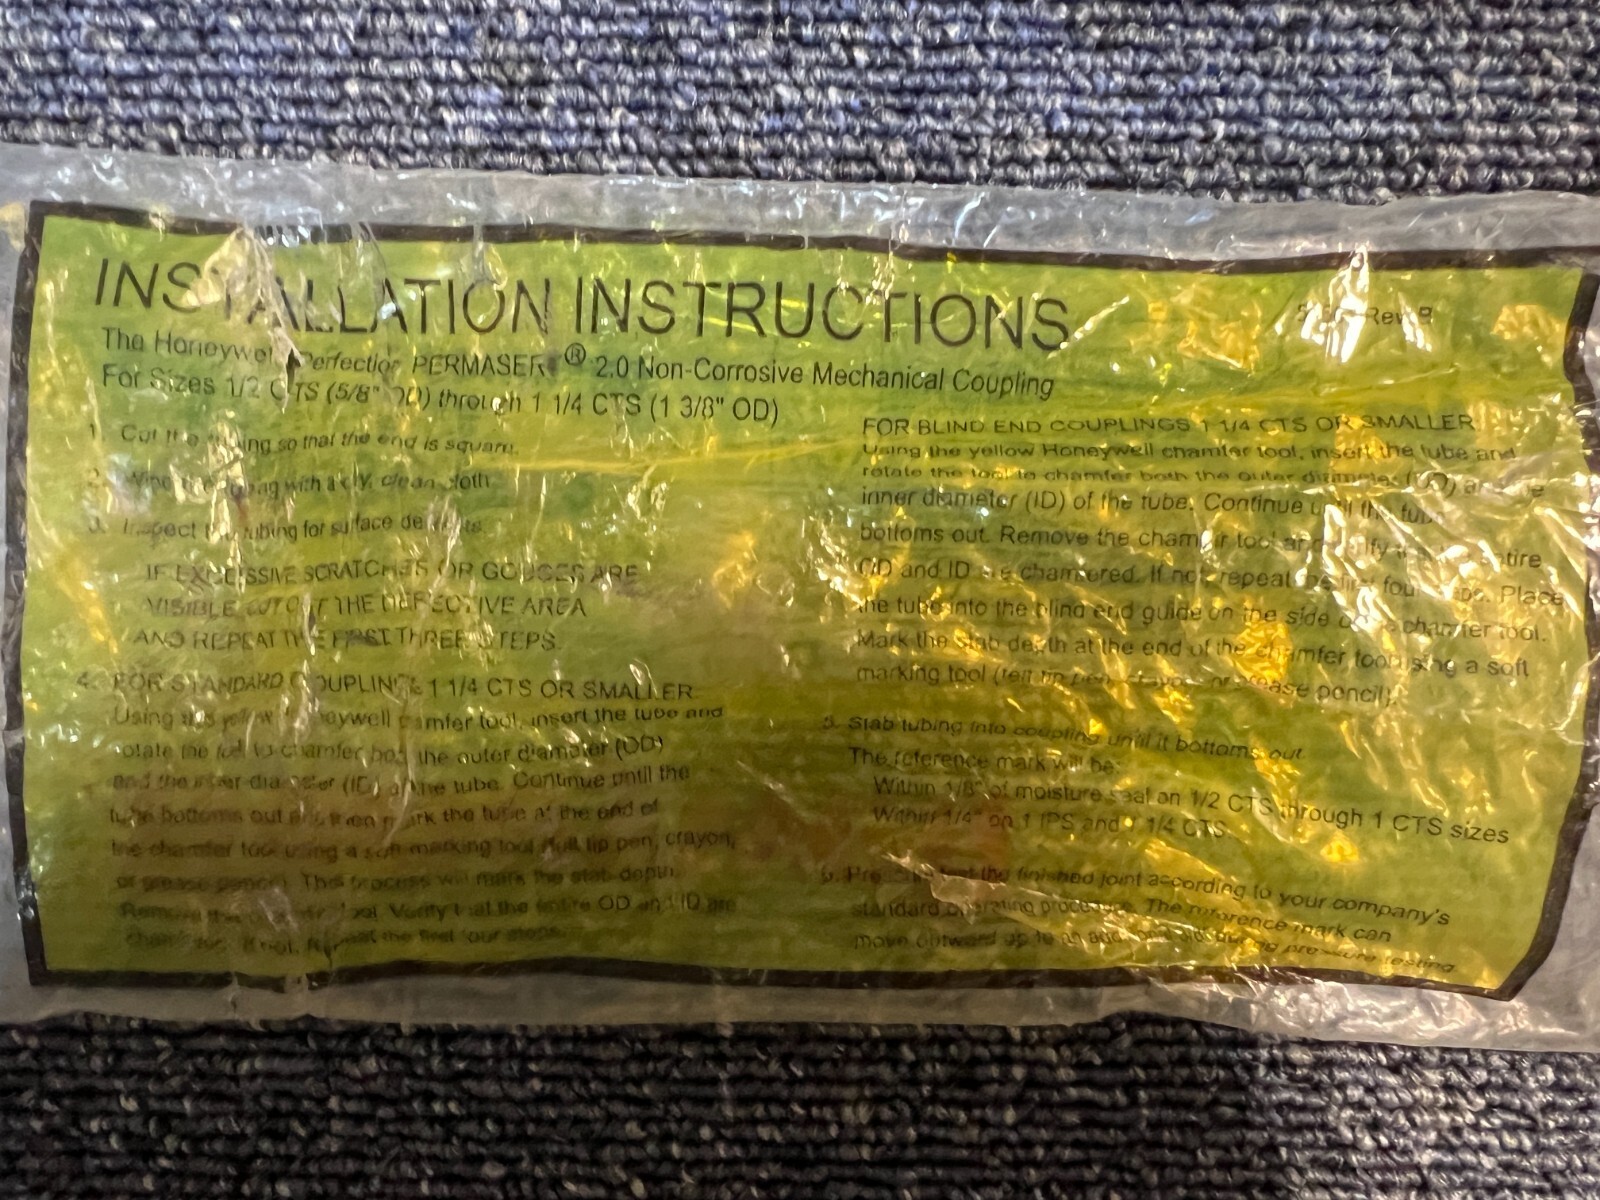 INSTALLATION INSTRUCTIONS
Rev B
The Honeywell Perfection PERMASERT® 2.0 Non-Corrosive Mechanical Coupling
For Sizes 1/2 CTS (5/8" OD) through 1 1/4 CTS (1 3/8" OD)
1. Cut the tubing so that the end is square.
2. Wipe the tubing with a dry, clean cloth
3. Inspect the tubing for surface defects
IF EXCESSIVE SCRATCHES OR GOUGES ARE
VISIBLE CUT OUT THE DEFECTIVE AREA
AND REPEAT THE FIRST THREE STEPS.
4. FOR STANDARD COUPLINGS 1 1/4 CTS OR SMALLER
Using yellow Honeywell chamfer tool, insert the tube and
rotate the tool to chamfer both the outer diameter (OD)
and the inner diameter (ID) of the tube. Continue until the
tube bottoms out and then mark the tube at the end of
the chamfer tool using a soft marking tool (felt tip pen, crayon,
or grease pencil). This process will mark the stab depth.
Remove the chamfer tool. Verify that the entire OD and ID are
chamfered. If not, repeat the first four steps.
FOR BLIND END COUPLINGS 1 1/4 CTS OR SMALLER
Using the yellow Honeywell chamfer tool, insert the tube and
rotate the tool to chamfer both the outer diameter (OD) and the
inner diameter (ID) of the tube. Continue until the tube
bottoms out. Remove the chamfer tool and verify entire
OD and ID are chamfered. If not, repeat the first four steps. Place
the tube into the blind end guide on the side of the chamfer tool.
Mark the stab depth at the end of the chamfer tool using a soft
marking tool (felt tip pen, crayon, or grease pencil).
5. Stab tubing into coupling until it bottoms out.
The reference mark will be:
Within 1/8" of moisture seal on 1/2 CTS through 1 CTS sizes
Within 1/4" on 1 IPS and 1 1/4 CTS.
6. Pressure test the finished joint according to your company's
standard operating procedure. The reference mark can
move outward up to an additional during pressure testing.